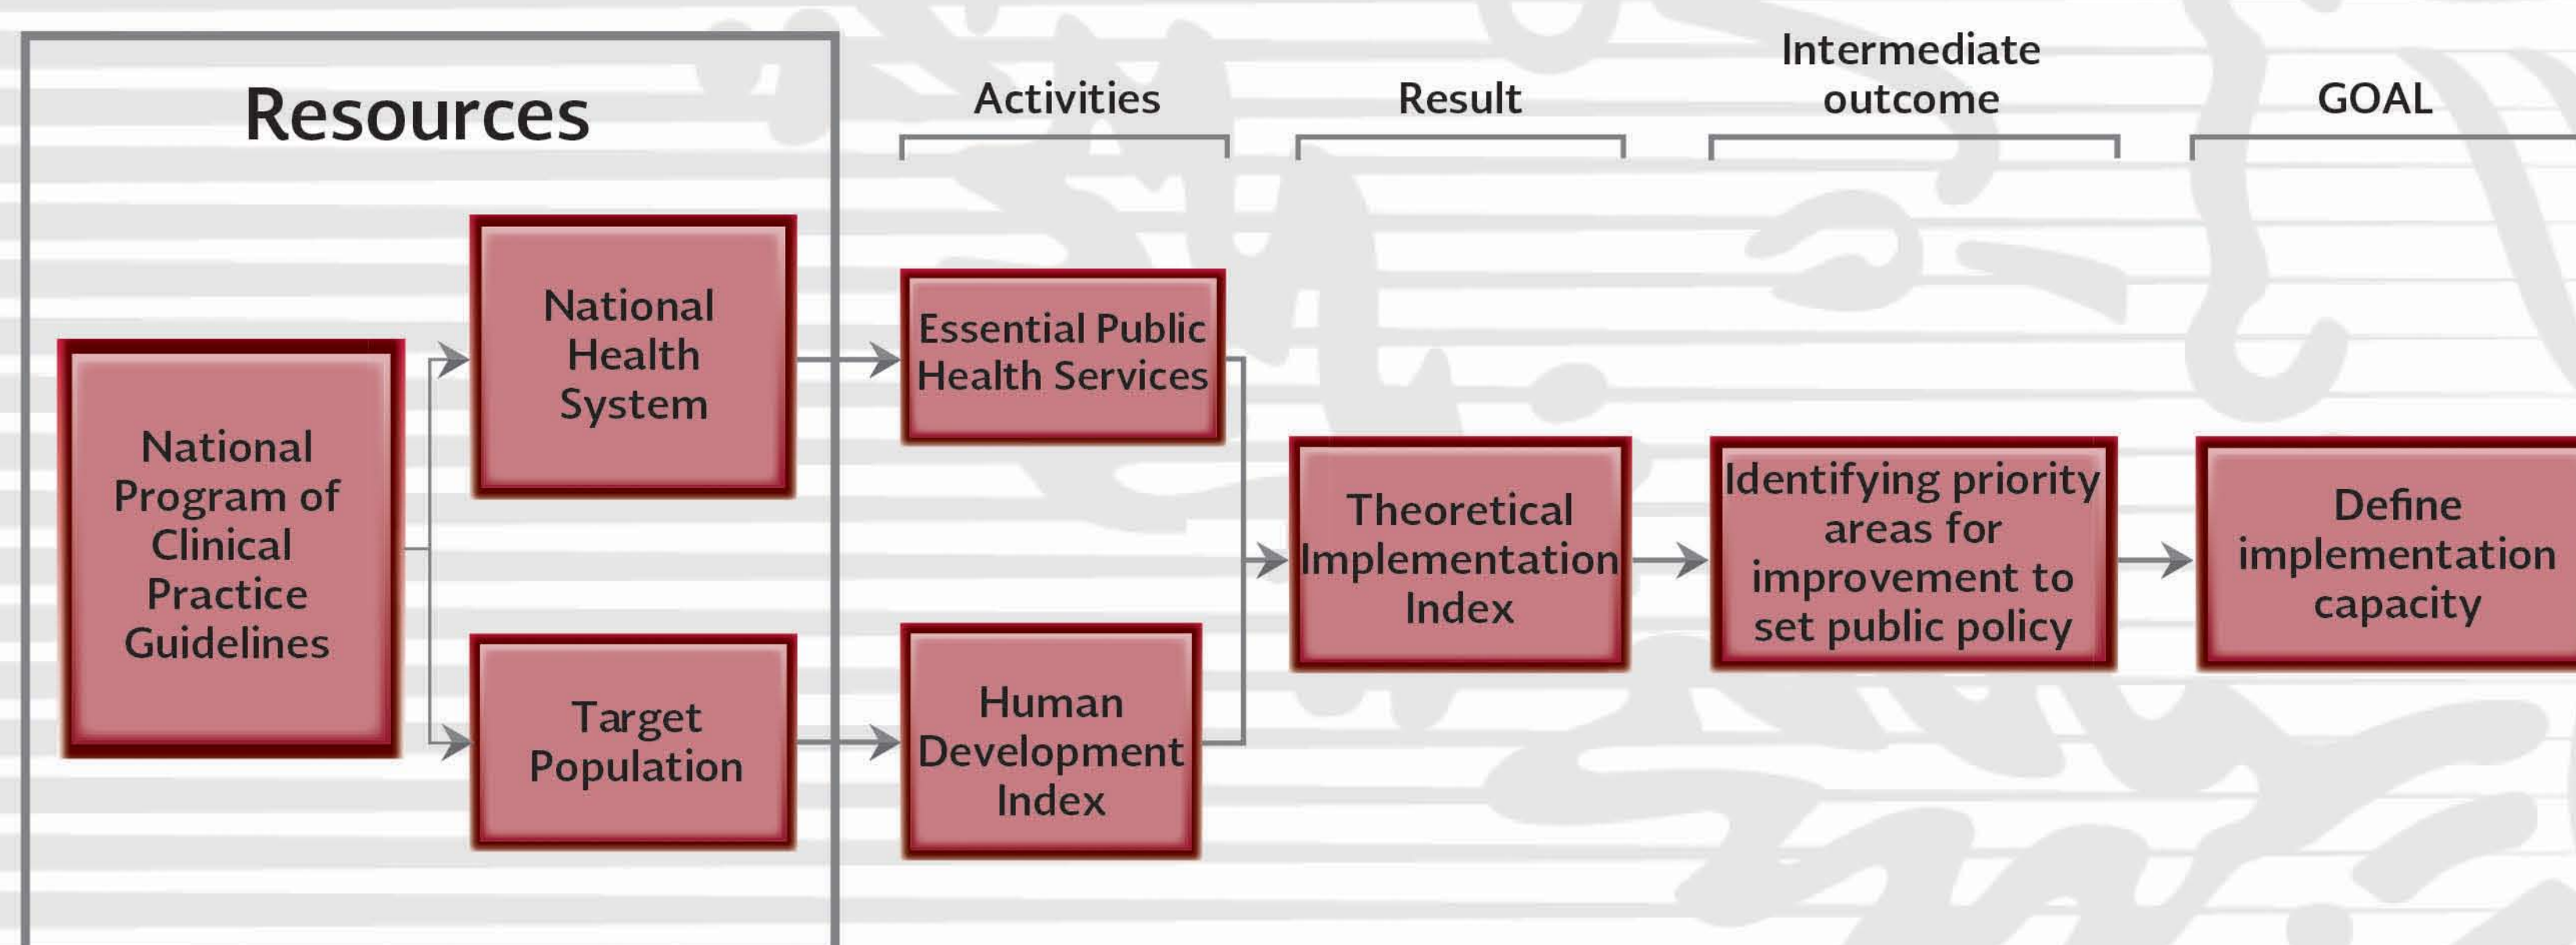 Resources
Activities
Result
Intermediate
outcome
GOAL
National
Program of
Clinical
Practice
Guidelines
National
Health
System
Target
Population
Essential Public
Health Services
Human
Development
Index
Theoretical
Implementation
Index
Identifying priority
areas for
improvement to
set public policy
Define
implementation
capacity